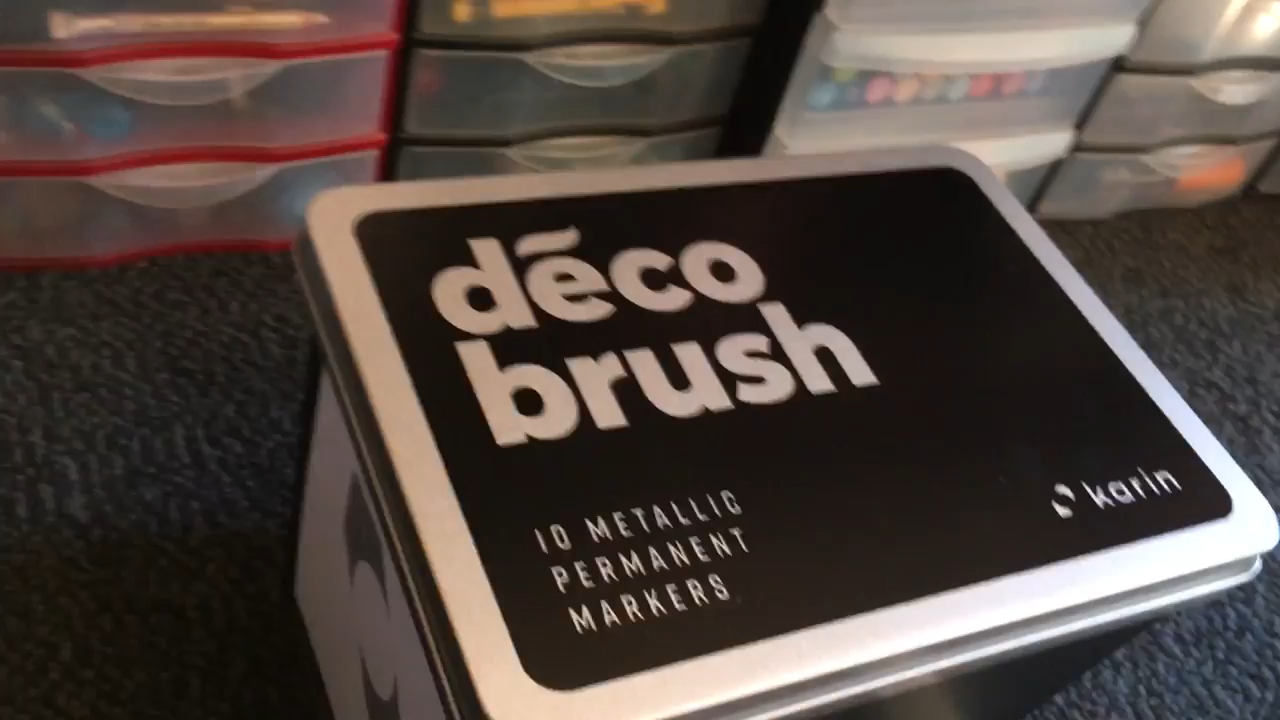 dēco
brush
10 METALLIC
PERMANENT
MARKERS
karin